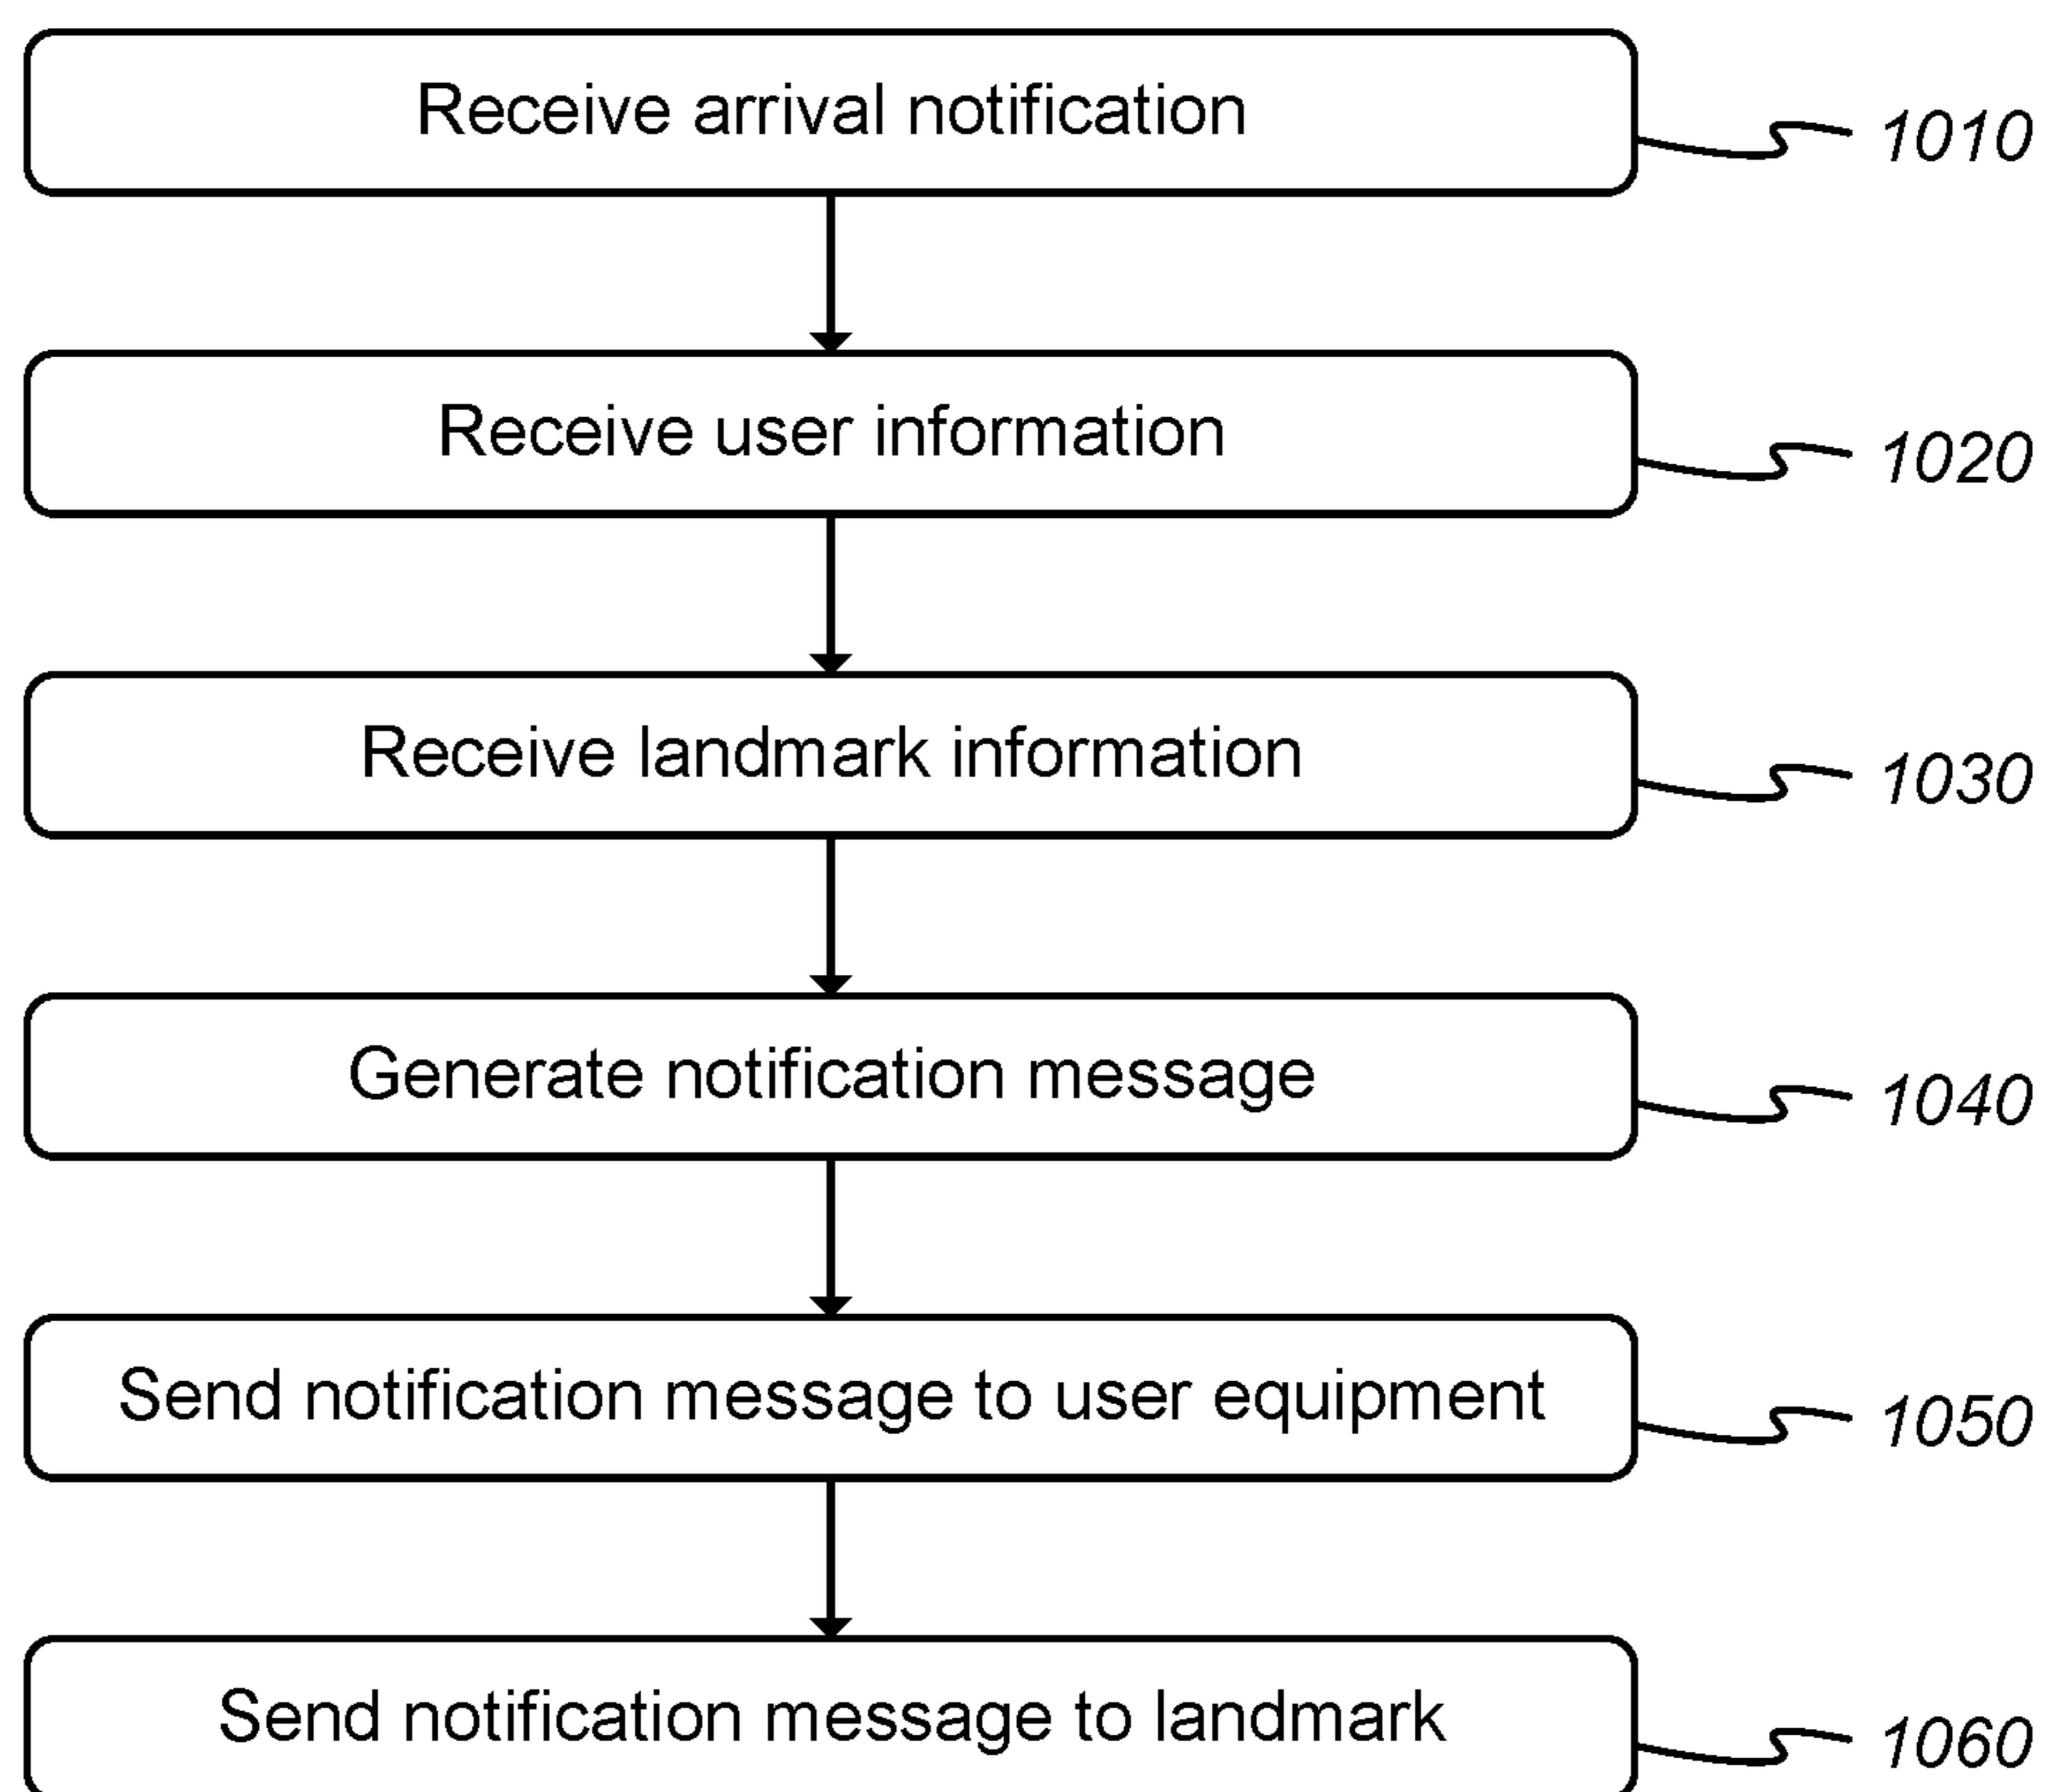 Receive arrival notification
1010
Receive user information
1020
Receive landmark information
1030
Generate notification message
1040
Send notification message to user equipment
1050
Send notification message to landmark
1060